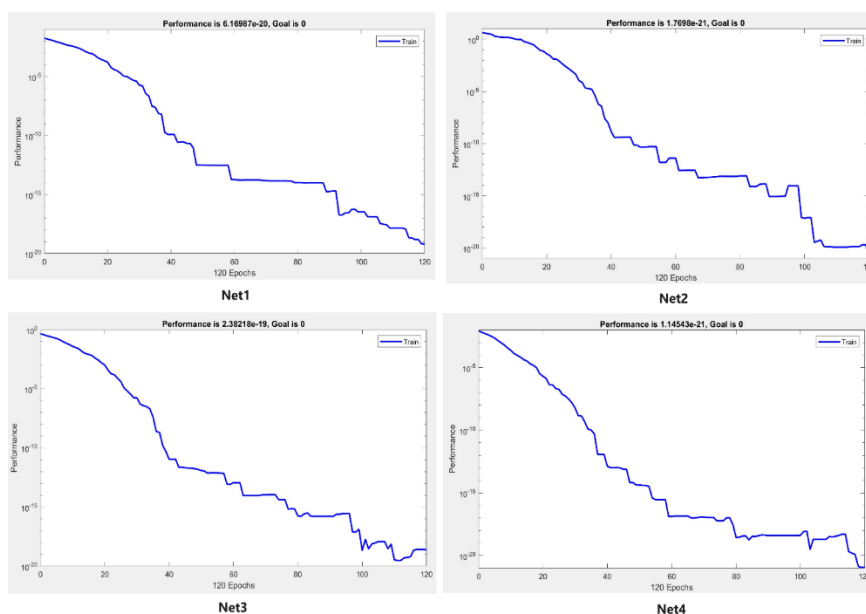 Performance is 6.16987e-20, Goal is 0
Train
Performance
10^-5
10^-10
10^-15
10^-20
0 20 40 60 80 100 120
120 Epochs
Net1
Performance is 1.7698e-21, Goal is 0
Train
Performance
10^0
10^-5
10^-10
10^-15
10^-20
0 20 40 60 80 100 120
120 Epochs
Net2
Performance is 2.38218e-19, Goal is 0
Train
Performance
10^0
10^-5
10^-10
10^-15
10^-20
0 20 40 60 80 100 120
120 Epochs
Net3
Performance is 1.14543e-21, Goal is 0
Train
Performance
10^-10
10^-15
10^-20
0 20 40 60 80 100 120
120 Epochs
Net4